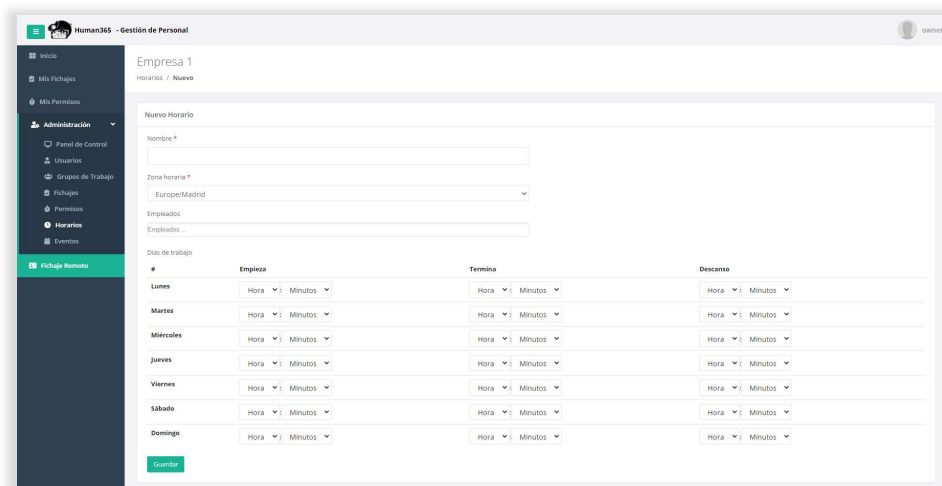 Human365 - Gestión de Personal
owner
Inicio
Mis Fichajes
Mis Permisos
Administración
Panel de Control
Usuarios
Grupos de Trabajo
Fichajes
Permisos
Horarios
Eventos
Fichaje Remoto
Empresa 1
Horarios / Nuevo
Nuevo Horario
Nombre *
Zona horaria *
Europe/Madrid
Empleados
Empleados ...
Dias de trabajo
# Empieza Termina Descanso
Lunes Hora : Minutos Hora : Minutos Hora : Minutos
Martes Hora : Minutos Hora : Minutos Hora : Minutos
Miércoles Hora : Minutos Hora : Minutos Hora : Minutos
Jueves Hora : Minutos Hora : Minutos Hora : Minutos
Viernes Hora : Minutos Hora : Minutos Hora : Minutos
Sábado Hora : Minutos Hora : Minutos Hora : Minutos
Domingo Hora : Minutos Hora : Minutos Hora : Minutos
Guardar